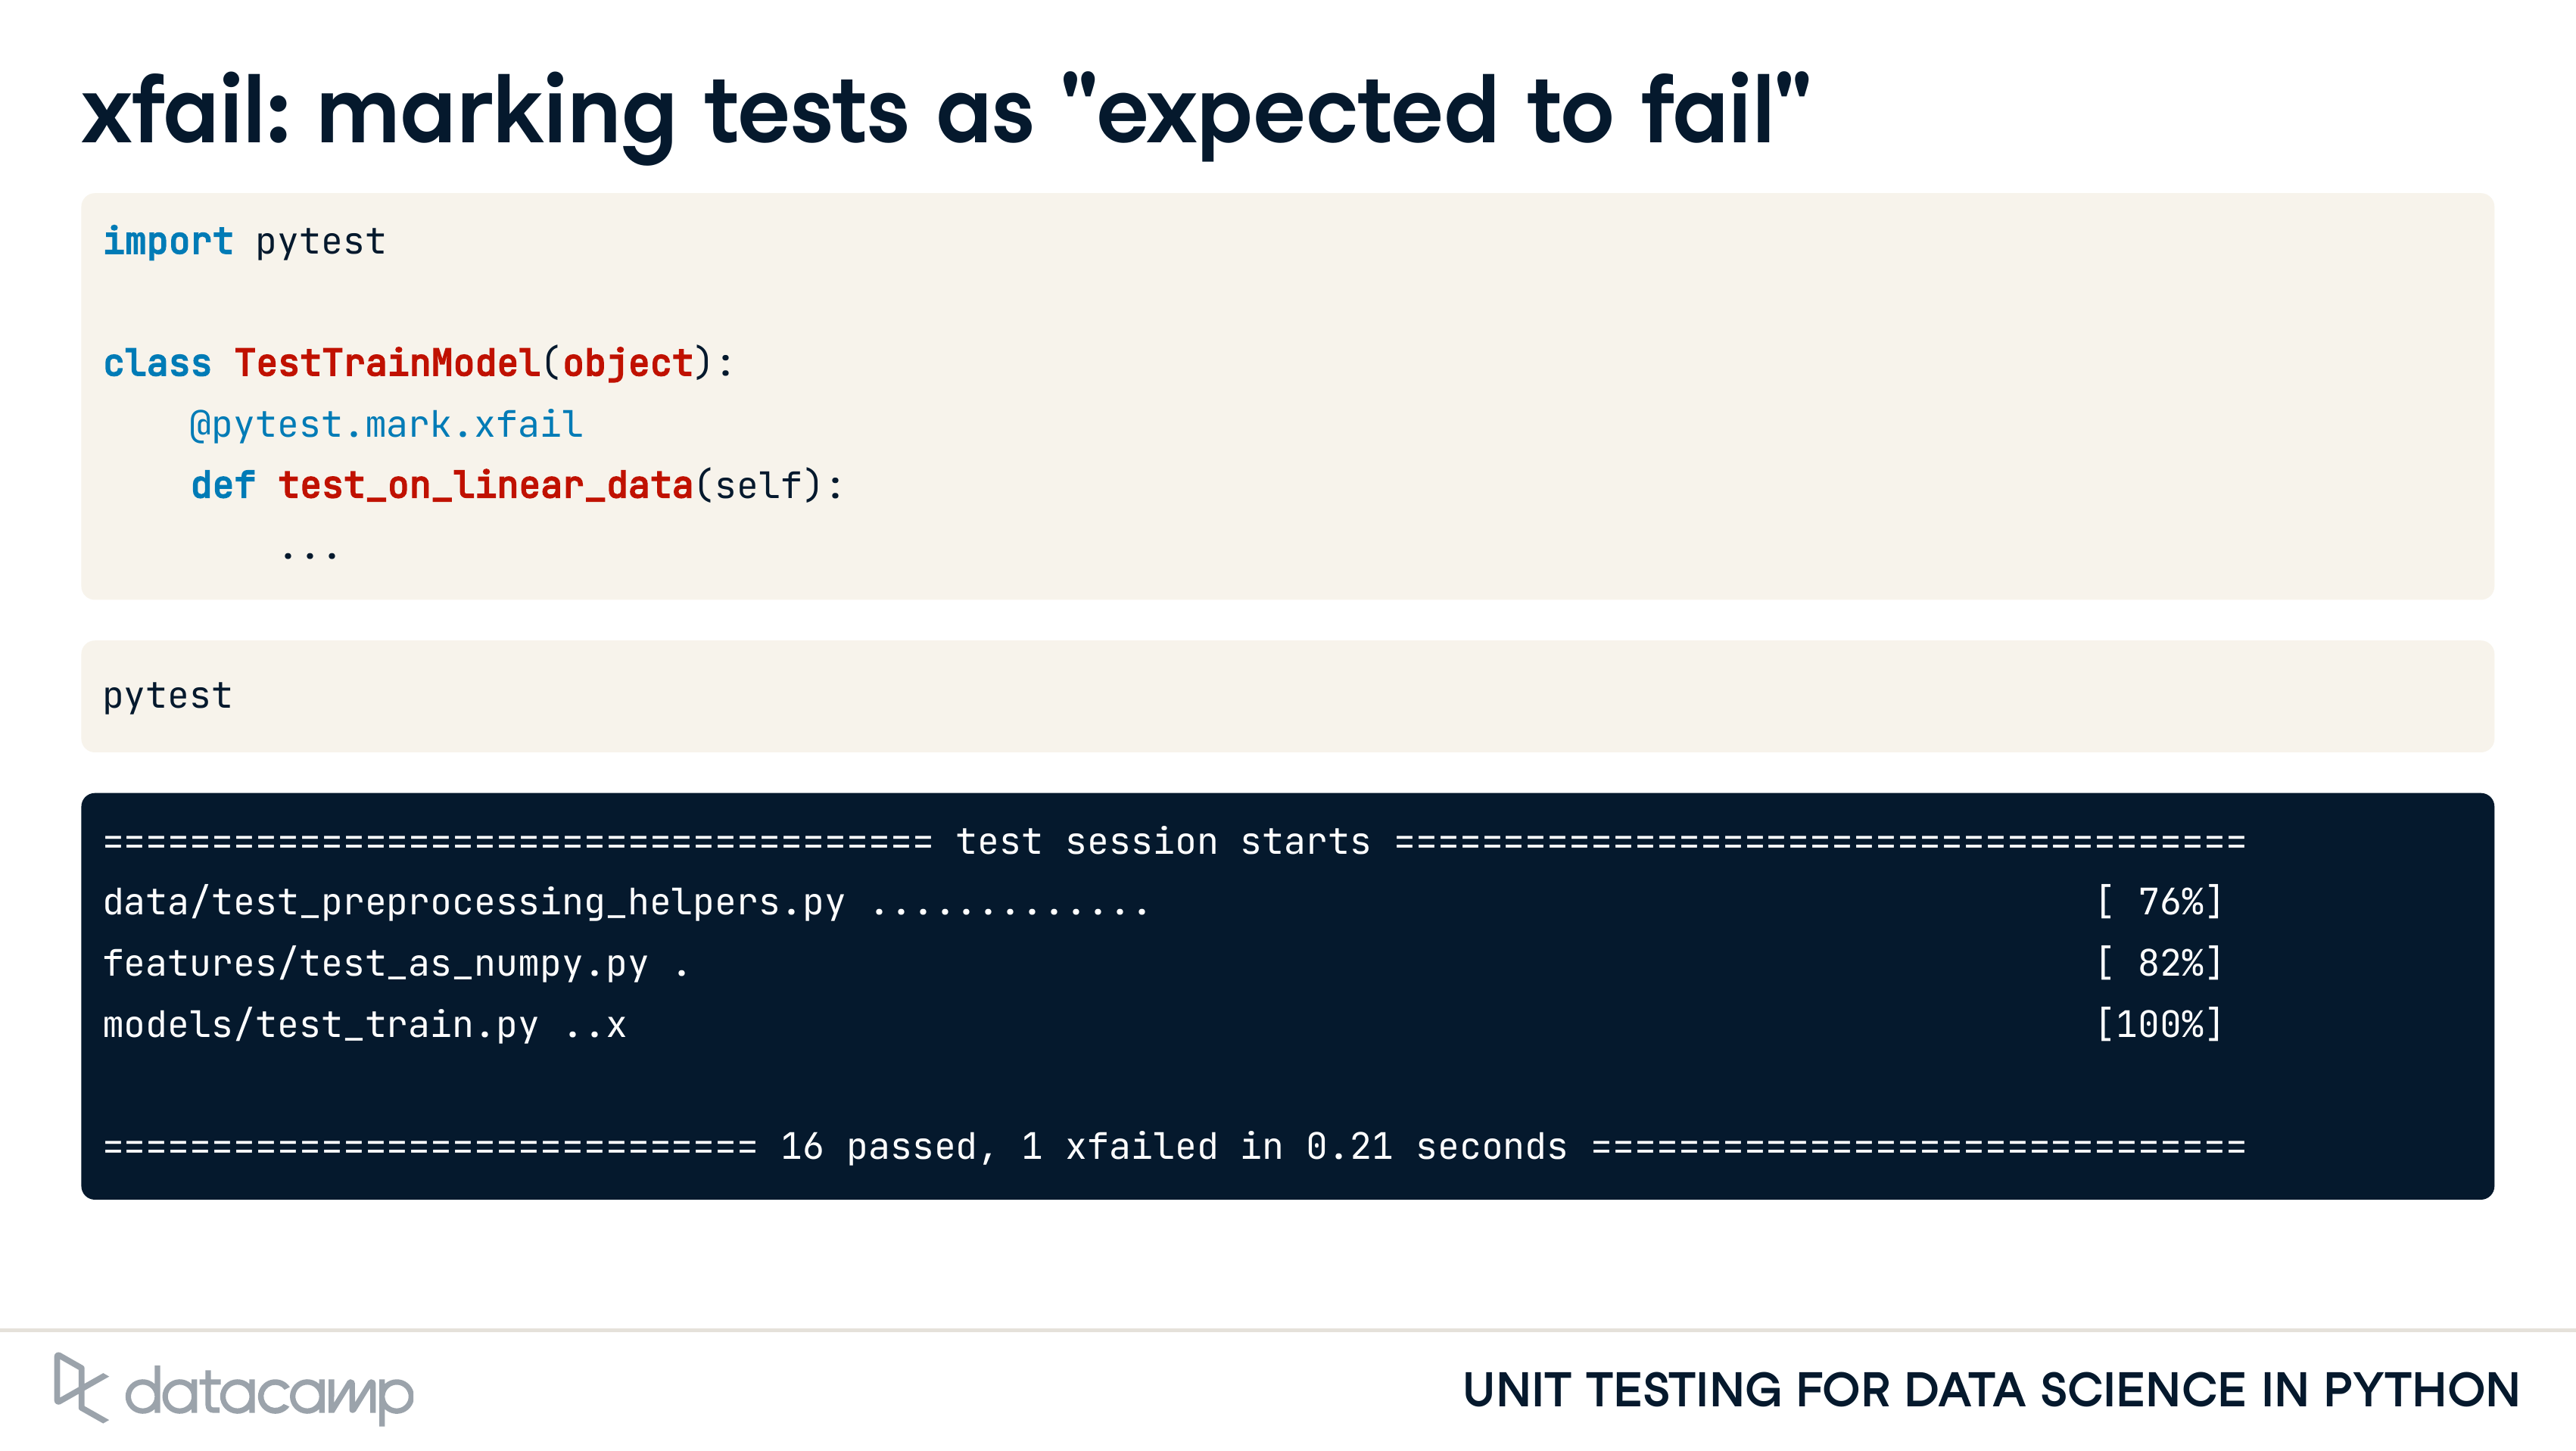 xfail: marking tests as "expected to fail"
import pytest
class TestTrainModel(object):
    @pytest.mark.xfail
    def test_on_linear_data(self):
        ...
pytest
====================================== test session starts =======================================
data/test_preprocessing_helpers.py .............                                           [ 76%]
features/test_as_numpy.py .                                                                [ 82%]
models/test_train.py ..x                                                                   [100%]
============================== 16 passed, 1 xfailed in 0.21 seconds ==============================
datacamp
UNIT TESTING FOR DATA SCIENCE IN PYTHON